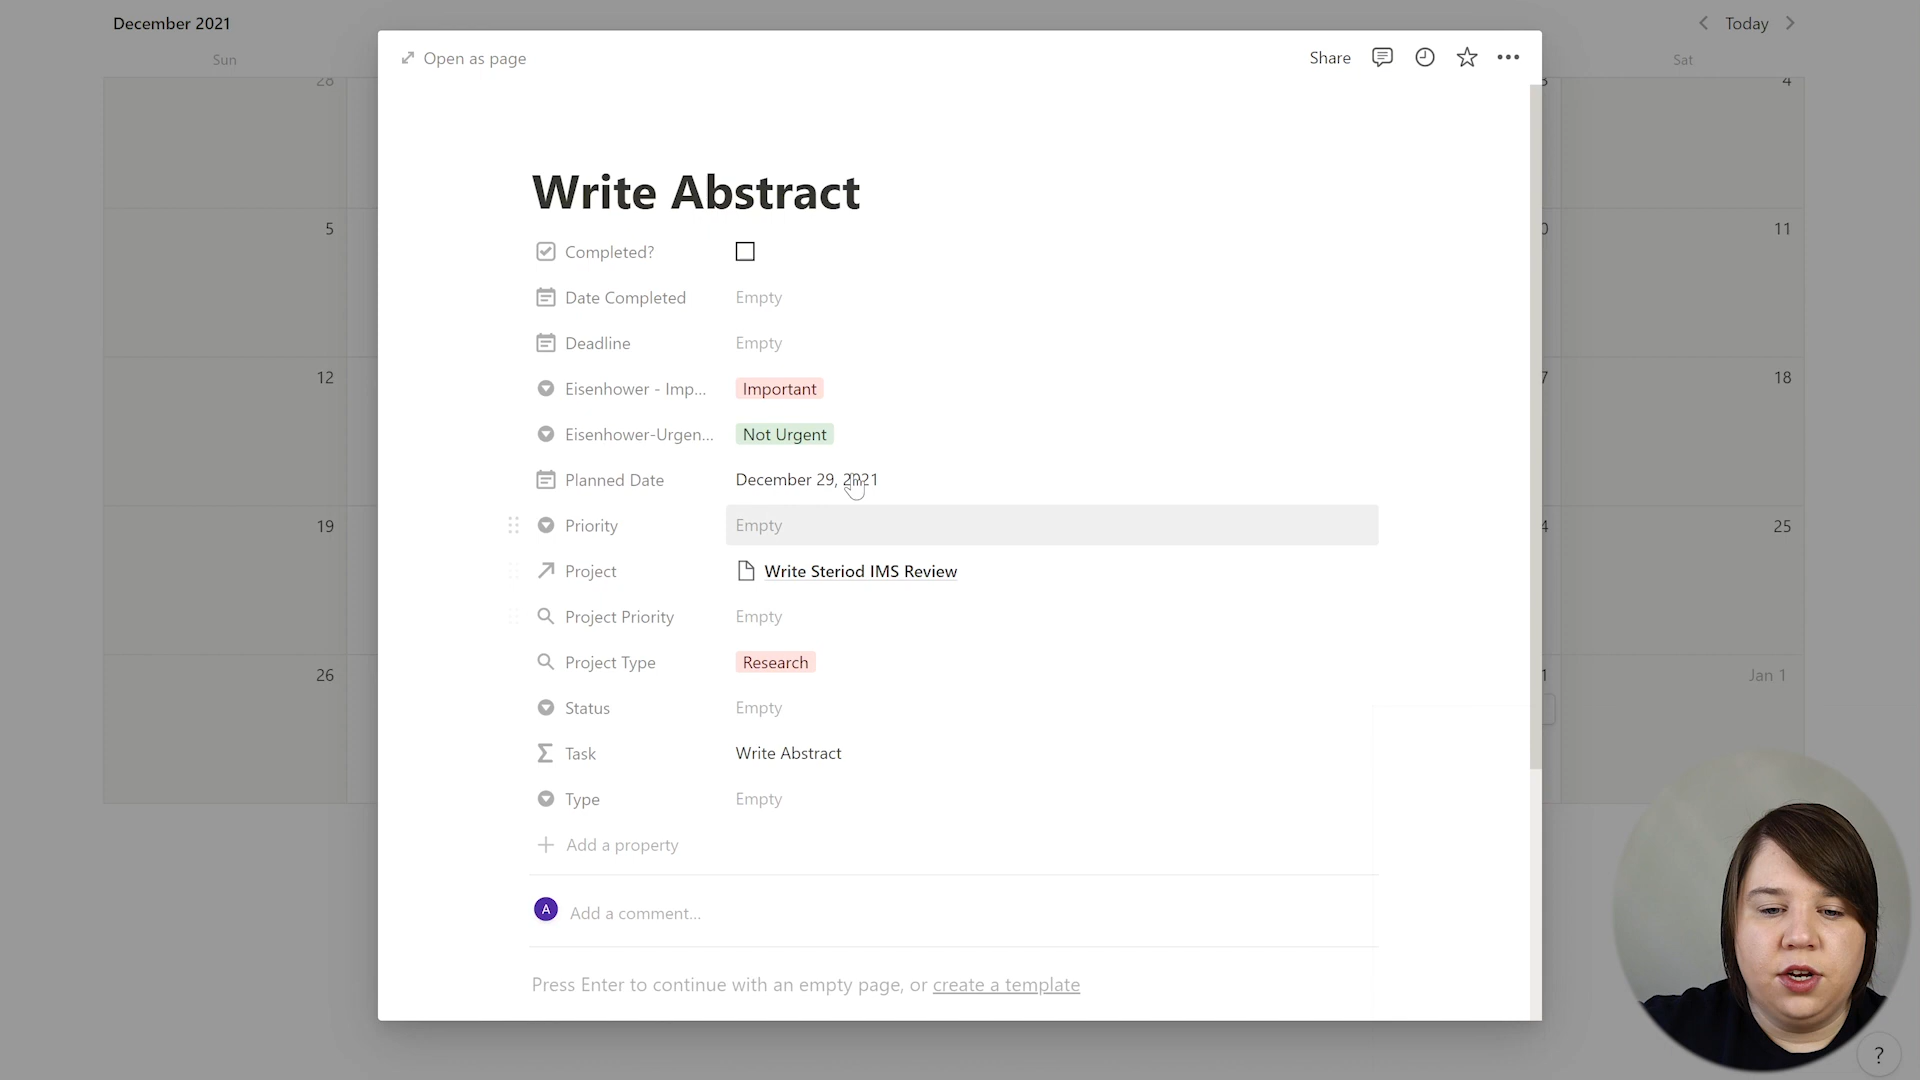 December 2021
Today
Sun
Sat
Open as page
Share
28
4
Write Abstract
5
11
Completed?
Date Completed Empty
Deadline Empty
12
18
Eisenhower - Imp... Important
Eisenhower-Urgen... Not Urgent
Planned Date December 29, 2021
19
25
Priority Empty
Project Write Steriod IMS Review
Project Priority Empty
26
Jan 1
Project Type Research
Status Empty
Task Write Abstract
Type Empty
Add a property
A Add a comment...
Press Enter to continue with an empty page, or create a template
?